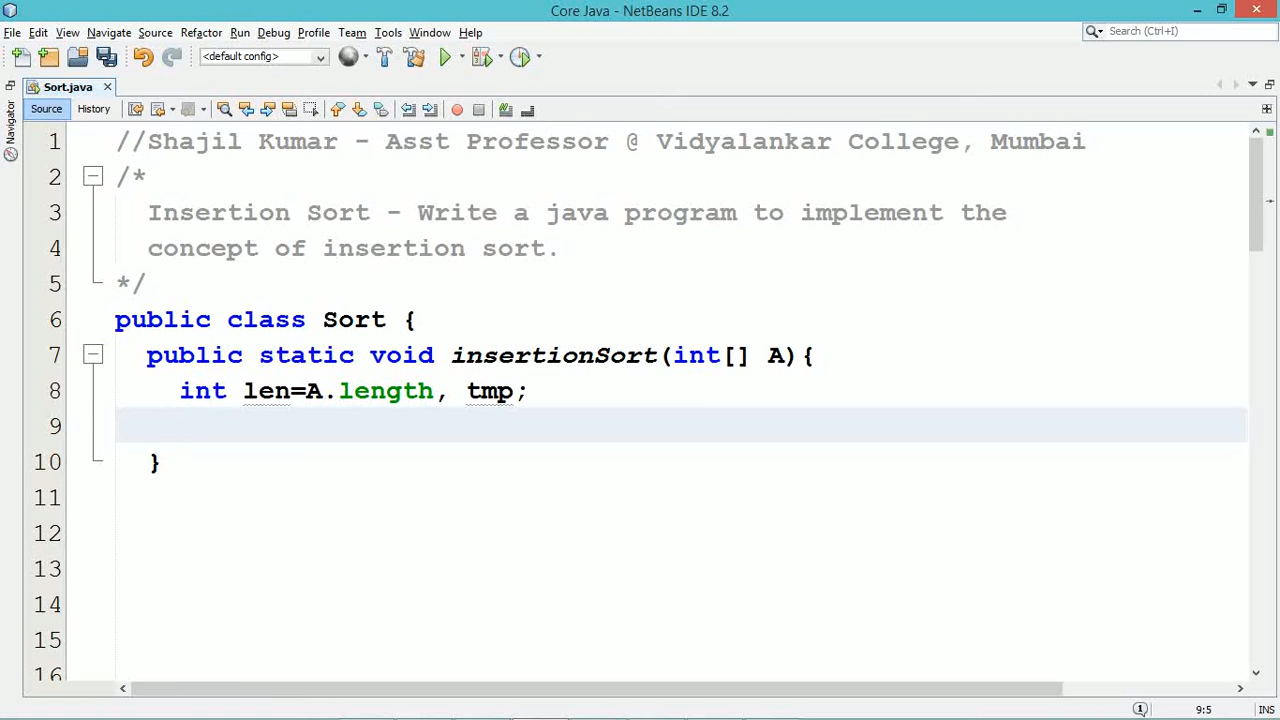 Core Java - NetBeans IDE 8.2
File Edit View Navigate Source Refactor Run Debug Profile Team Tools Window Help
Search (Ctrl+I)
<default config>
Sort.java
Navigator
Source History
1 //Shajil Kumar - Asst Professor @ Vidyalankar College, Mumbai
2 /*
3 Insertion Sort - Write a java program to implement the
4 concept of insertion sort.
5 */
6 public class Sort {
7 public static void insertionSort(int[] A){
8 int len=A.length, tmp;
9
10 }
11
12
13
14
15
16
9:5 INS